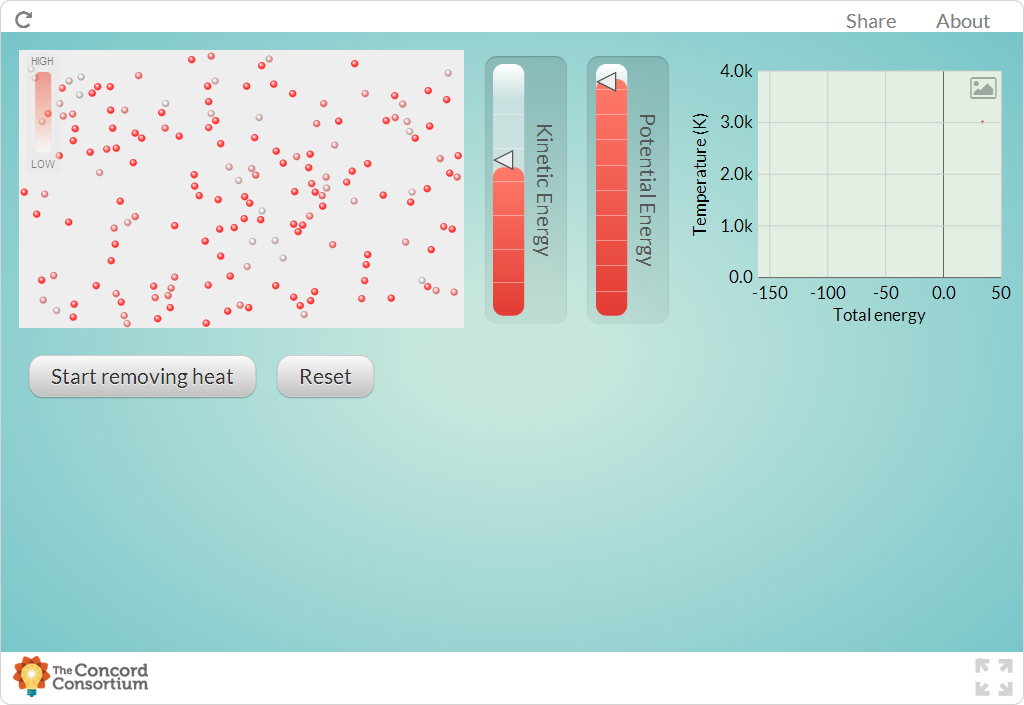 Share About
HIGH
LOW
Kinetic Energy
Potential Energy
Temperature (K)
4.0k
3.0k
2.0k
1.0k
0.0
-150 -100 -50 0.0 50
Total energy
Start removing heat
Reset
The Concord
Consortium